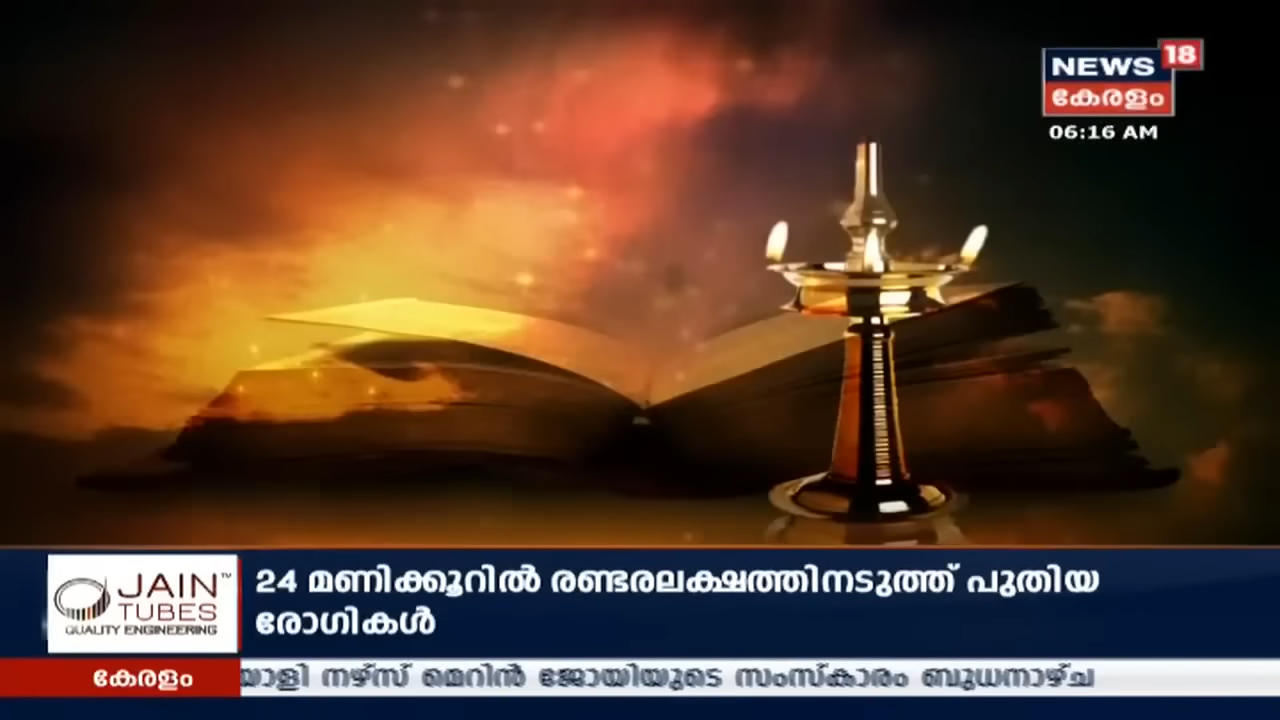 NEWS 18
കേരളം
06:16 AM
JAIN™
TUBES
QUALITY ENGINEERING
24 മണിക്കൂറിൽ രണ്ടരലക്ഷത്തിനടുത്ത് പുതിയ
രോഗികൾ
കേരളം
യാളി നഴ്സ് മെറിൻ ജോയിയുടെ സംസ്കാരം ബുധനാഴ്ച